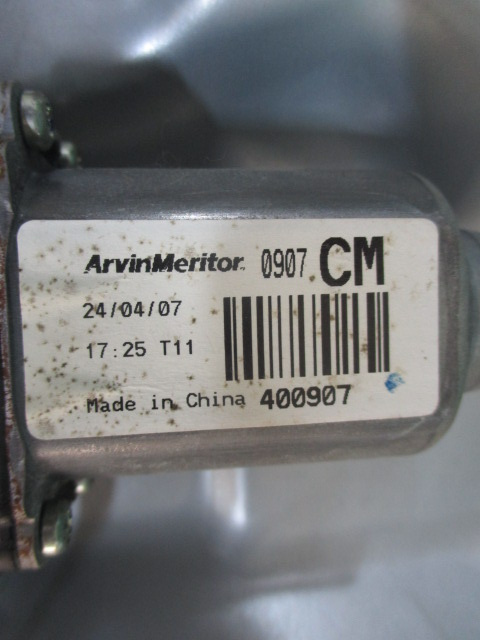 ArvinMeritor. 0907 CM
24/04/07
17:25 T11
Made in China 400907